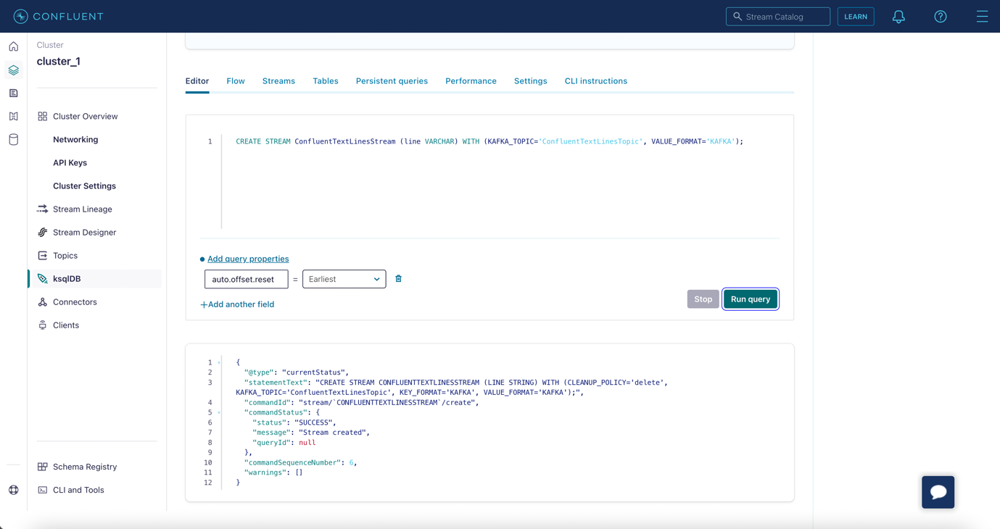 CONFLUENT
Stream Catalog
LEARN
Cluster
cluster_1
Cluster Overview
Networking
API Keys
Cluster Settings
Stream Lineage
Stream Designer
Topics
ksqlDB
Connectors
Clients
Schema Registry
CLI and Tools
Editor Flow Streams Tables Persistent queries Performance Settings CLI instructions
1 CREATE STREAM ConfluentTextLinesStream (line VARCHAR) WITH (KAFKA_TOPIC='ConfluentTextLinesTopic', VALUE_FORMAT='KAFKA');
Add query properties
auto.offset.reset = Earliest
+Add another field
Stop Run query
1 {
2 "@type": "currentStatus",
3 "statementText": "CREATE STREAM CONFLUENTTEXTLINESSTREAM (LINE STRING) WITH (CLEANUP_POLICY='delete',
KAFKA_TOPIC='ConfluentTextLinesTopic', KEY_FORMAT='KAFKA', VALUE_FORMAT='KAFKA');",
4 "commandId": "stream/`CONFLUENTTEXTLINESSTREAM`/create",
5 "commandStatus": {
6 "status": "SUCCESS",
7 "message": "Stream created",
8 "queryId": null
9 },
10 "commandSequenceNumber": 6,
11 "warnings": []
12 }